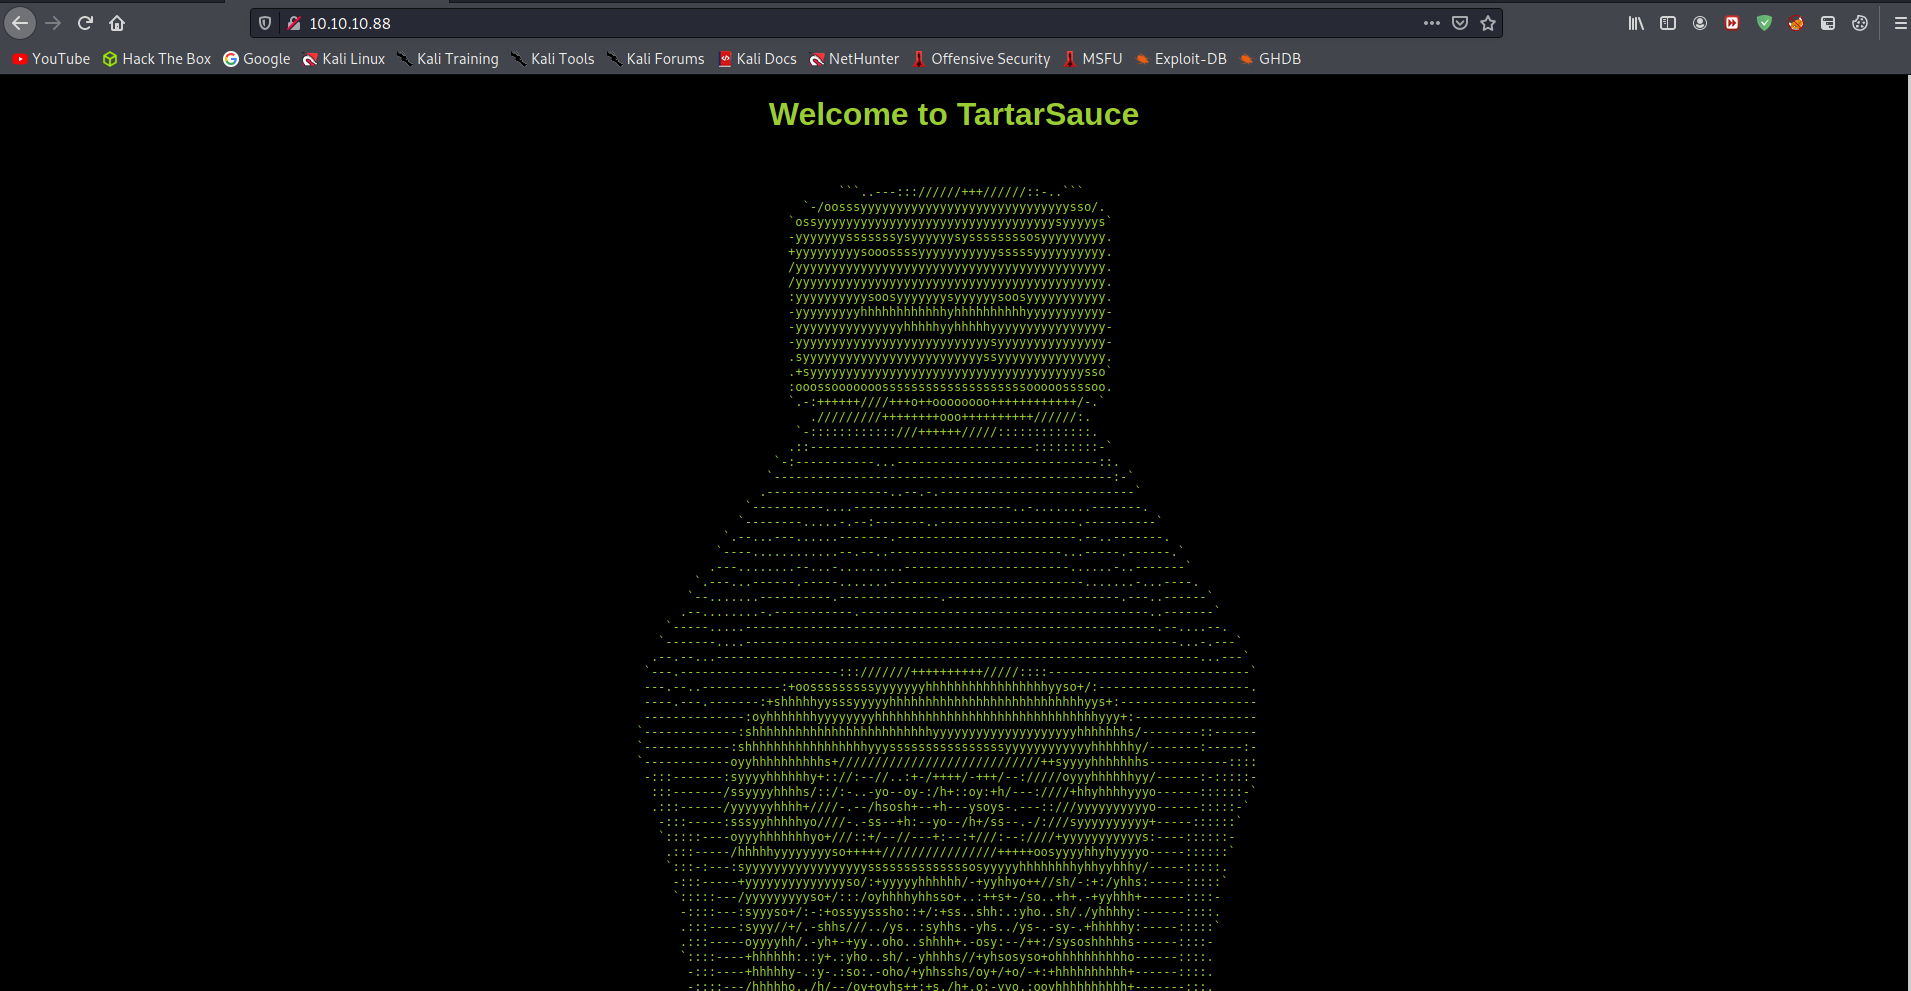 10.10.10.88
YouTube Hack The Box Google Kali Linux Kali Training Kali Tools Kali Forums Kali Docs NetHunter Offensive Security MSFU Exploit-DB GHDB
Welcome to TartarSauce